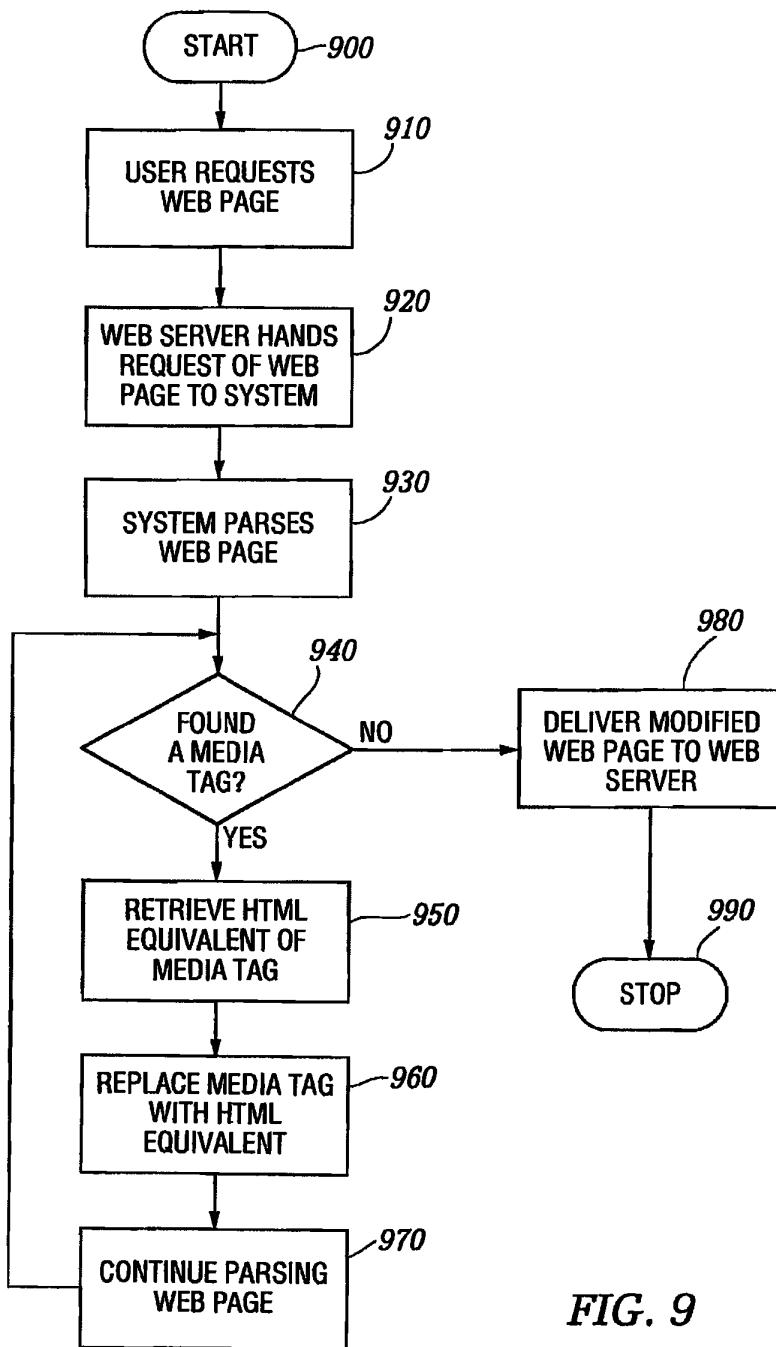 START
900
910
USER REQUESTS
WEB PAGE
920
WEB SERVER HANDS
REQUEST OF WEB
PAGE TO SYSTEM
930
SYSTEM PARSES
WEB PAGE
940
FOUND
A MEDIA
TAG?
NO
YES
980
DELIVER MODIFIED
WEB PAGE TO WEB
SERVER
990
STOP
950
RETRIEVE HTML
EQUIVALENT OF
MEDIA TAG
960
REPLACE MEDIA TAG
WITH HTML
EQUIVALENT
970
CONTINUE PARSING
WEB PAGE
FIG. 9